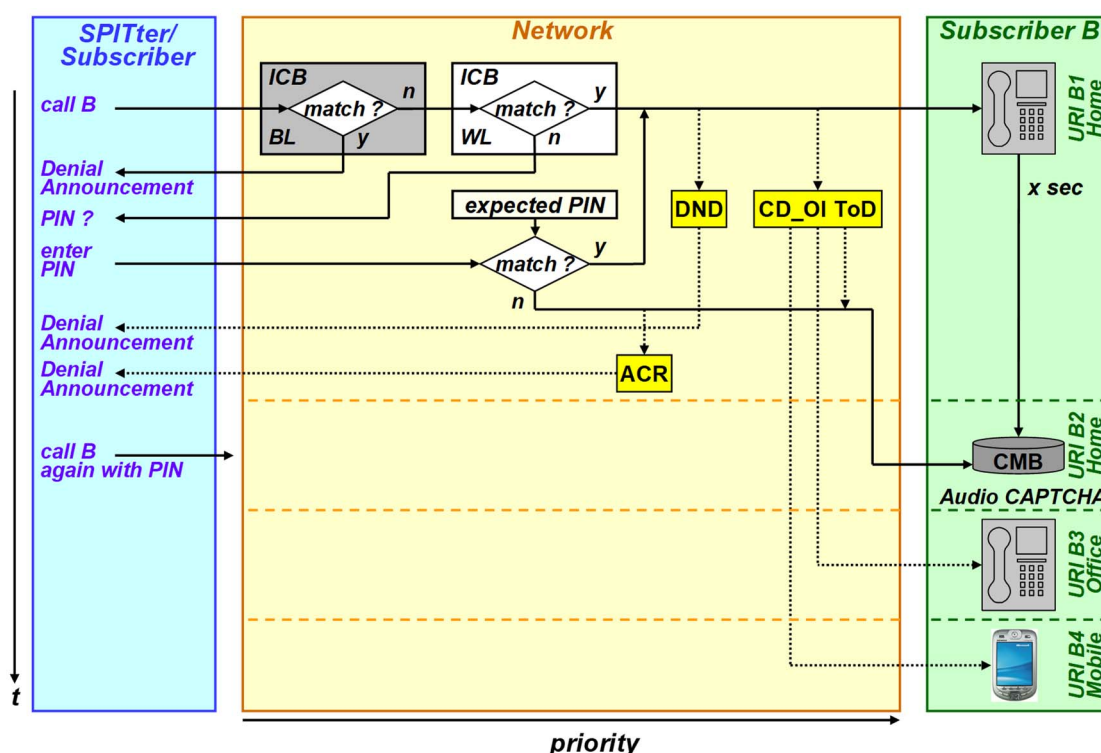 SPITter/
Subscriber
Network
Subscriber B
ICB
match ?
n
y
BL
ICB
match ?
y
n
WL
call B
URI B1
Home
Denial
Announcement
x sec
PIN ?
expected PIN
DND
CD_OI ToD
enter
PIN
match ?
y
n
Denial
Announcement
Denial
Announcement
ACR
call B
again with PIN
CMB
URI B2
Home
Audio CAPTCHA
URI B3
Office
URI B4
Mobile
t
priority